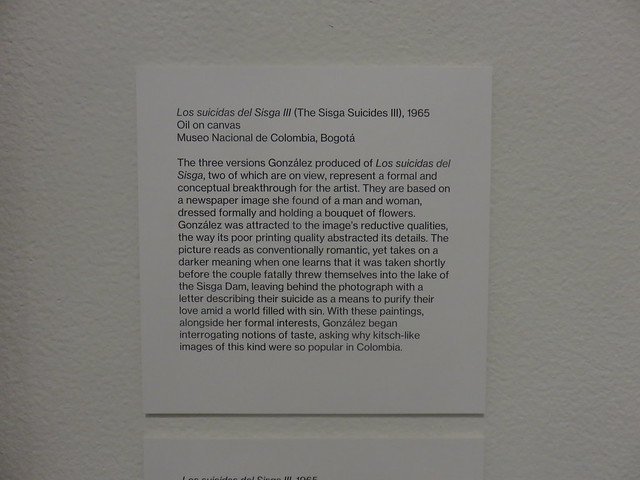 Los suicidas del Sisga III (The Sisga Suicides III), 1965
Oil on canvas
Museo Nacional de Colombia, Bogotá
The three versions González produced of Los suicidas del
Sisga, two of which are on view, represent a formal and
conceptual breakthrough for the artist. They are based on
a newspaper image she found of a man and woman,
dressed formally and holding a bouquet of flowers.
González was attracted to the image's reductive qualities,
the way its poor printing quality abstracted its details. The
picture reads as conventionally romantic, yet takes on a
darker meaning when one learns that it was taken shortly
before the couple fatally threw themselves into the lake of
the Sisga Dam, leaving behind the photograph with a
letter describing their suicide as a means to purify their
love amid a world filled with sin. With these paintings,
alongside her formal interests, González began
interrogating notions of taste, asking why kitsch-like
images of this kind were so popular in Colombia.
Los suicidas del Sisga III, 1965